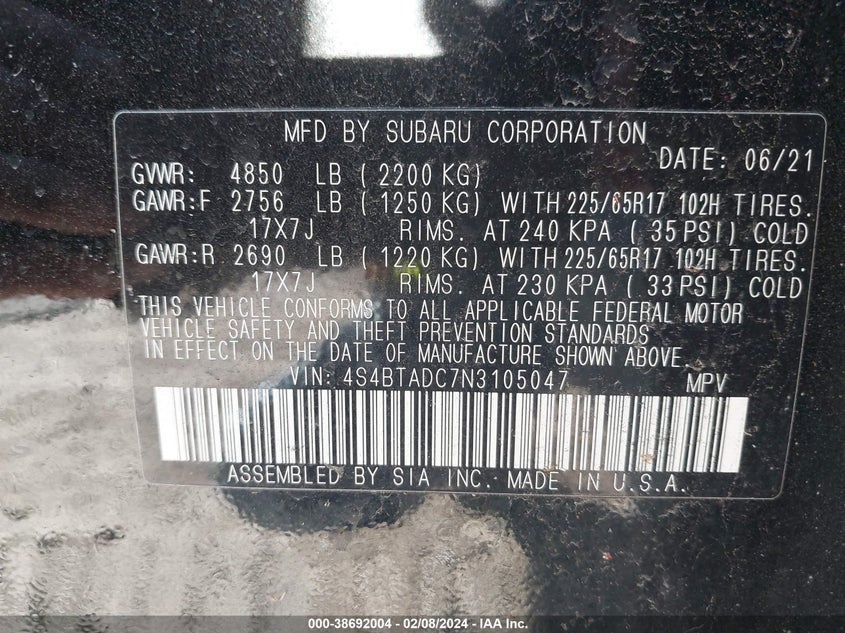 MFD BY SUBARU CORPORATION
DATE: 06/21
GVWR: 4850 LB ( 2200 KG)
GAWR:F 2756 LB ( 1250 KG) WITH 225/65R17 102H TIRES.
17X7J RIMS. AT 240 KPA ( 35 PSI) COLD
GAWR:R 2690 LB ( 1220 KG) WITH 225/65R17 102H TIRES.
17X7J RIMS. AT 230 KPA ( 33 PSI) COLD
THIS VEHICLE CONFORMS TO ALL APPLICABLE FEDERAL MOTOR
VEHICLE SAFETY AND THEFT PREVENTION STANDARDS
IN EFFECT ON THE DATE OF MANUFACTURE SHOWN ABOVE.
VIN: 4S4BTADC7N3105047 MPV
ASSEMBLED BY SIA INC. MADE IN U.S.A.
000-38692004 - 02/08/2024 - IAA Inc.